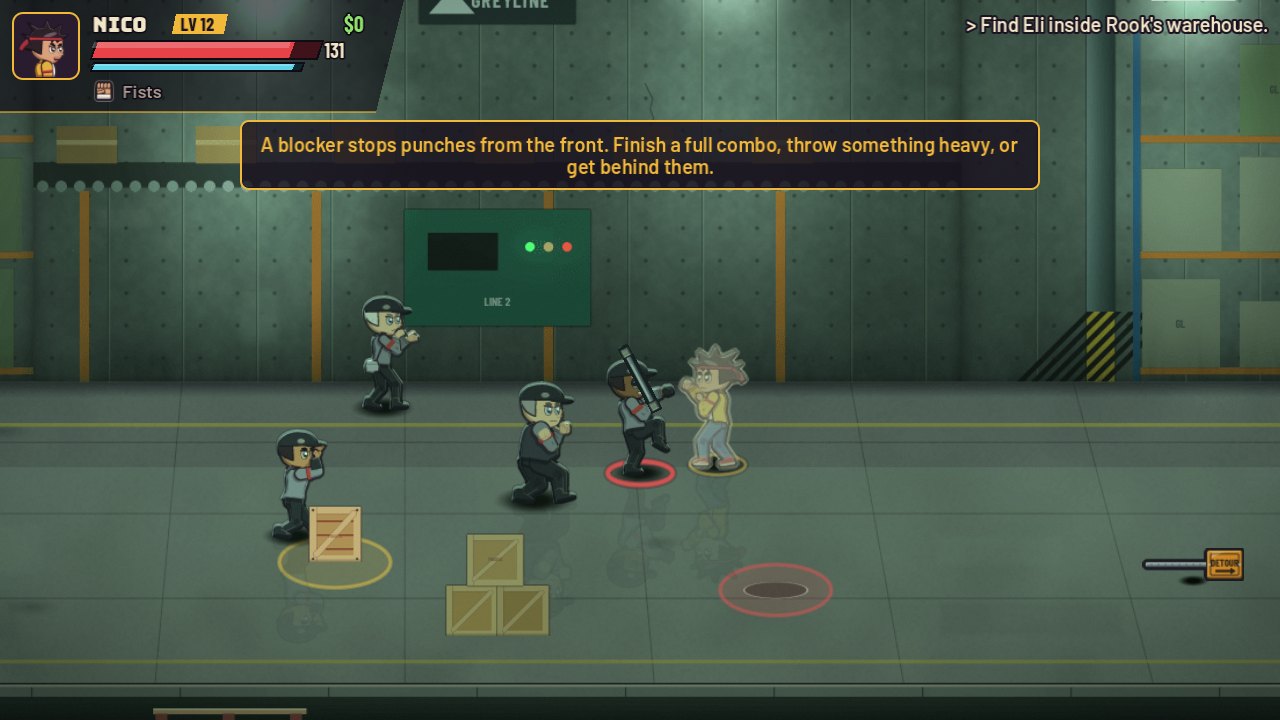 GREYLINE
NICO
LV 12
$0
131
Fists
> Find Eli inside Rook's warehouse.
A blocker stops punches from the front. Finish a full combo, throw something heavy, or
get behind them.
LINE 2
GL
DETOUR